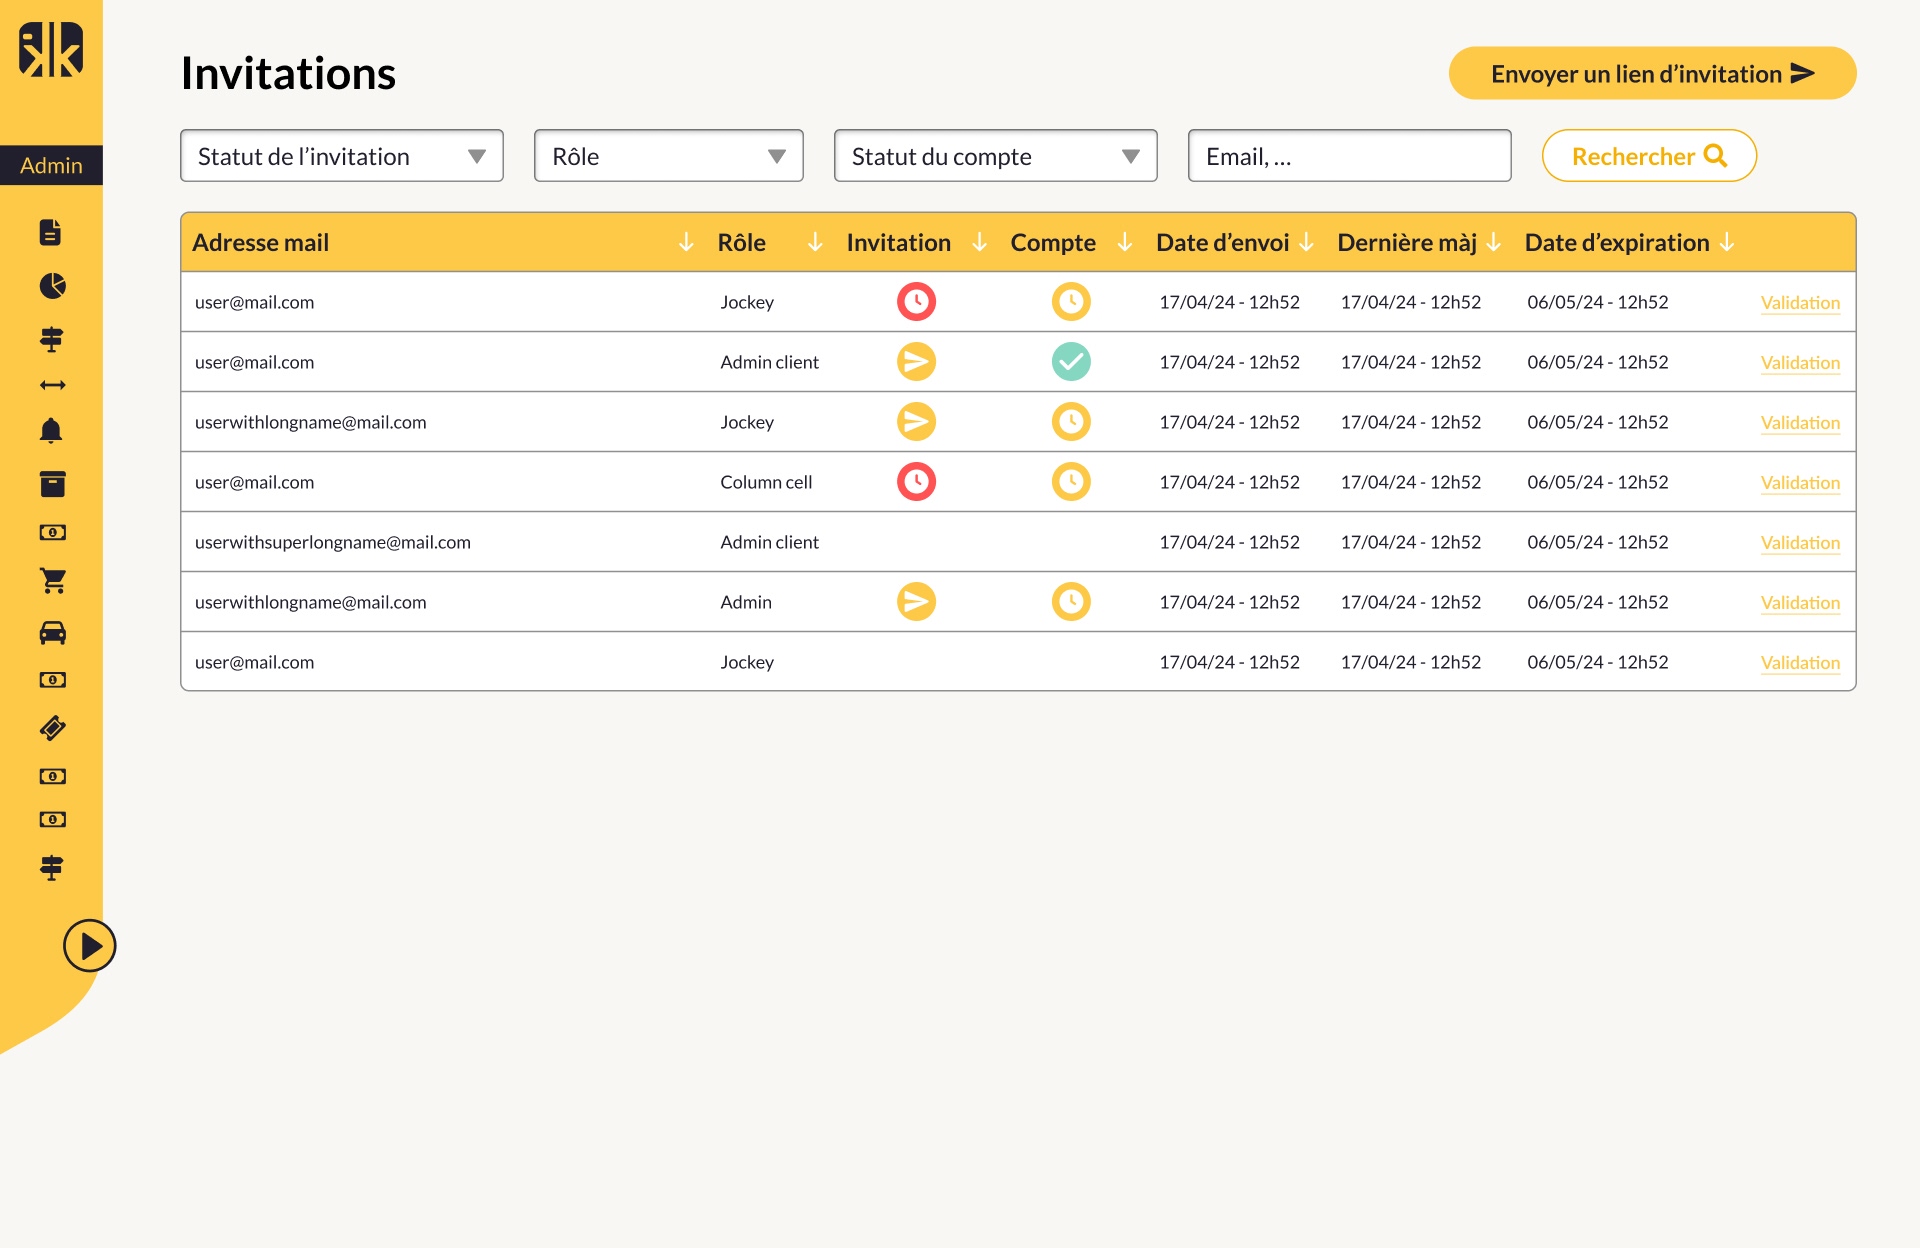 Invitations
Envoyer un lien d’invitation
Admin
Statut de l’invitation
Rôle
Statut du compte
Email, ...
Rechercher
Adresse mail Rôle Invitation Compte Date d’envoi Dernière màj Date d’expiration
user@mail.com Jockey 17/04/24 - 12h52 17/04/24 - 12h52 06/05/24 - 12h52 Validation
user@mail.com Admin client 17/04/24 - 12h52 17/04/24 - 12h52 06/05/24 - 12h52 Validation
userwithlongname@mail.com Jockey 17/04/24 - 12h52 17/04/24 - 12h52 06/05/24 - 12h52 Validation
user@mail.com Column cell 17/04/24 - 12h52 17/04/24 - 12h52 06/05/24 - 12h52 Validation
userwithsuperlongname@mail.com Admin client 17/04/24 - 12h52 17/04/24 - 12h52 06/05/24 - 12h52 Validation
userwithlongname@mail.com Admin 17/04/24 - 12h52 17/04/24 - 12h52 06/05/24 - 12h52 Validation
user@mail.com Jockey 17/04/24 - 12h52 17/04/24 - 12h52 06/05/24 - 12h52 Validation